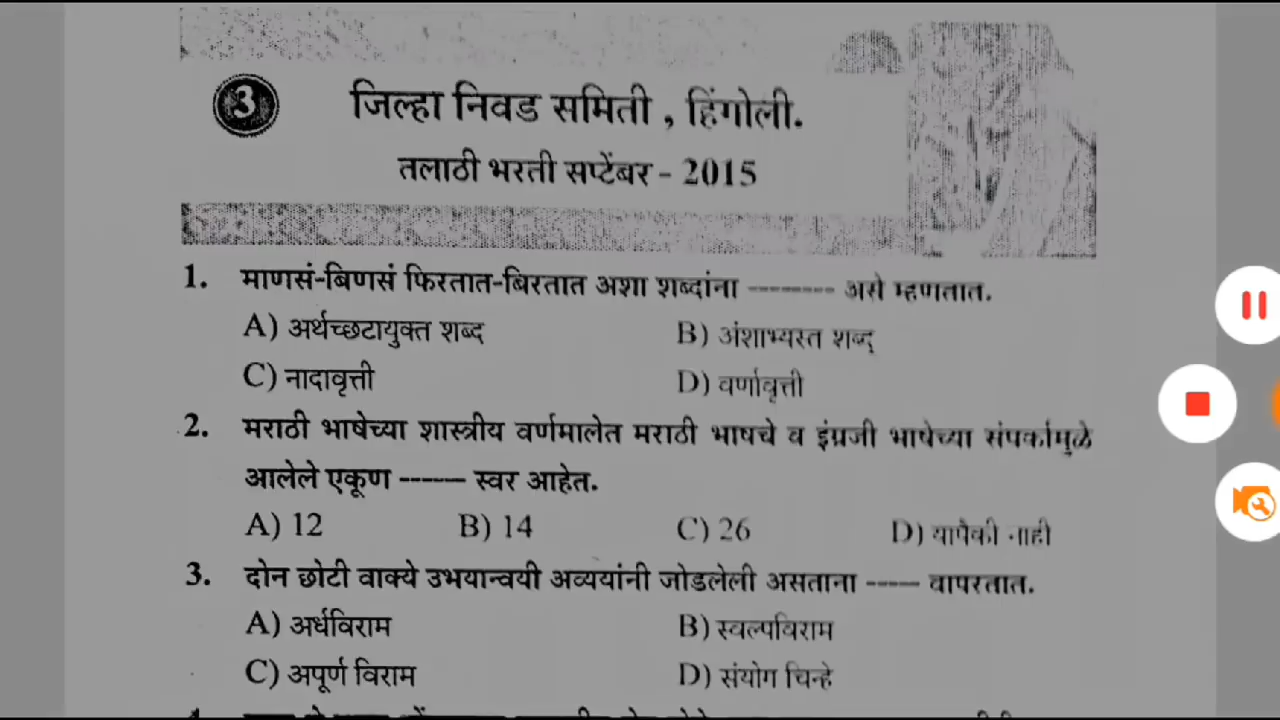 3
जिल्हा निवड समिती , हिंगोली.
तलाठी भरती सप्टेंबर - 2015
1. माणसं-बिणसं फिरतात-बिरतात अशा शब्दांना -------- असे म्हणतात.
A) अर्थच्छटायुक्त शब्द B) अंशाभ्यस्त शब्द्
C) नादावृत्ती D) वर्णावृत्ती
2. मराठी भाषेच्या शास्त्रीय वर्णमालेत मराठी भाषचे व इंग्रजी भाषेच्या संपर्कामुळे
आलेले एकूण ------ स्वर आहेत.
A) 12 B) 14 C) 26 D) यापैकी नाही
3. दोन छोटी वाक्ये उभयान्वयी अव्ययांनी जोडलेली असताना ----- वापरतात.
A) अर्धविराम B) स्वल्पविराम
C) अपूर्ण विराम D) संयोग चिन्हे